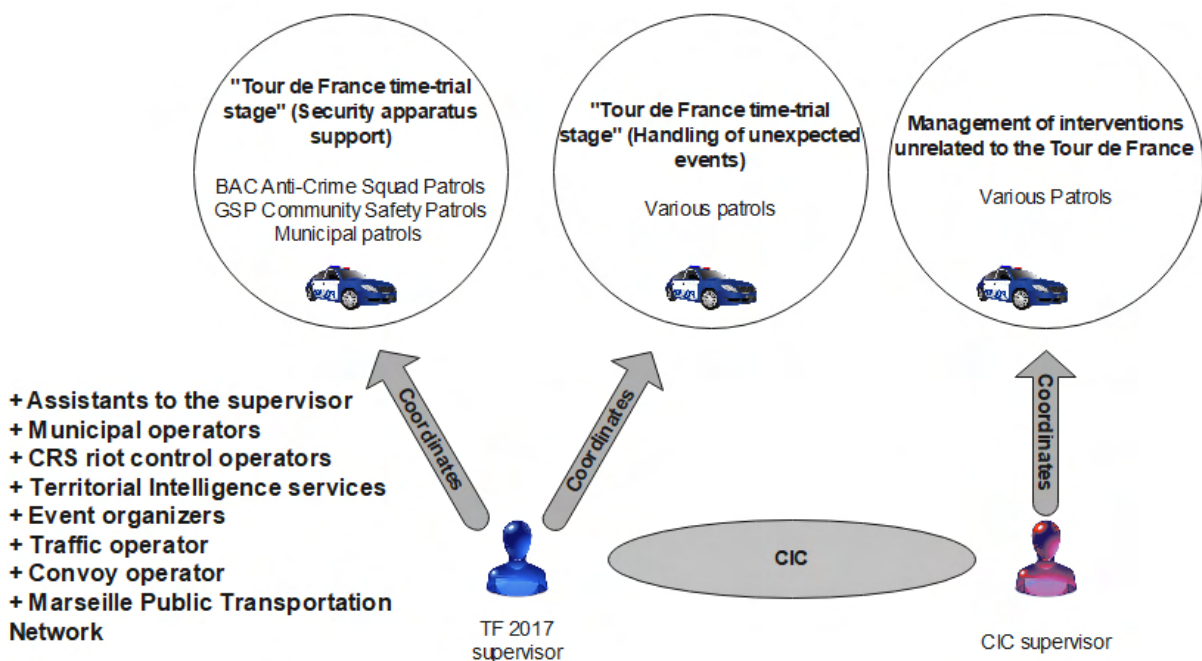 "Tour de France time-trial
stage" (Security apparatus
support)
BAC Anti-Crime Squad Patrols
GSP Community Safety Patrols
Municipal patrols
"Tour de France time-trial
stage" (Handling of unexpected
events)
Various patrols
Management of interventions
unrelated to the Tour de France
Various Patrols
Coordinates
Coordinates
Coordinates
+ Assistants to the supervisor
+ Municipal operators
+ CRS riot control operators
+ Territorial Intelligence services
+ Event organizers
+ Traffic operator
+ Convoy operator
+ Marseille Public Transportation
Network
CIC
TF 2017
supervisor
CIC supervisor